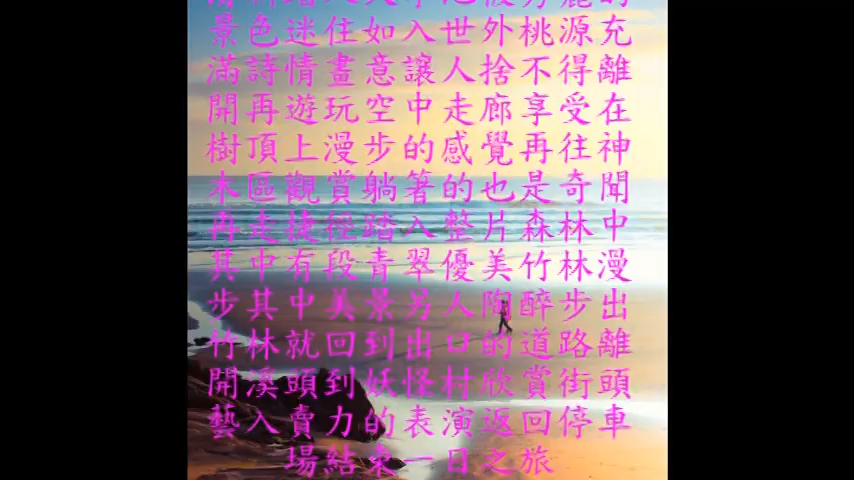 景色迷住如入世外桃源充
滿詩情畫意讓人捨不得離
開再遊玩空中走廊享受在
樹頂上漫步的感覺再往神
木區觀賞躺著的也是奇聞
再走捷徑踏入整片森林中
其中有段青翠優美竹林漫
步其中美景另人陶醉步出
竹林就回到出口的道路離
開溪頭到妖怪村欣賞街頭
藝入賣力的表演返回停車
場結束一日之旅